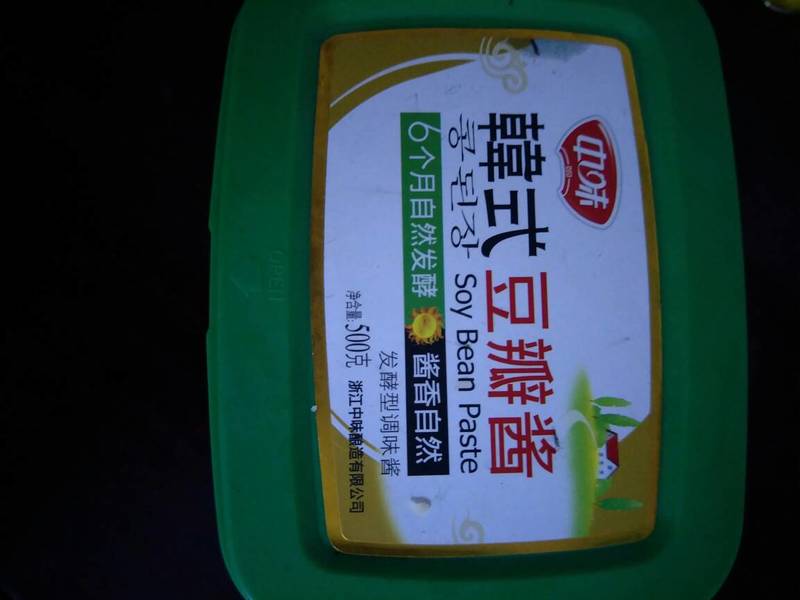 中味
韓式豆瓣酱
콩된장 Soy Bean Paste
6个月自然发酵 酱香自然
发酵型调味酱
净含量:500克 浙江中味酿造有限公司
OPEN